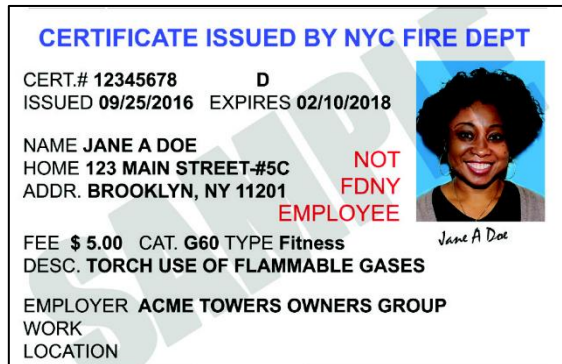 CERTIFICATE ISSUED BY NYC FIRE DEPT
CERT.# 12345678 D
ISSUED 09/25/2016 EXPIRES 02/10/2018
NAME JANE A DOE
HOME 123 MAIN STREET-#5C
ADDR. BROOKLYN, NY 11201
NOT
FDNY
EMPLOYEE
Jane A Doe
FEE $ 5.00 CAT. G60 TYPE Fitness
DESC. TORCH USE OF FLAMMABLE GASES
EMPLOYER ACME TOWERS OWNERS GROUP
WORK
LOCATION
SAMPLE